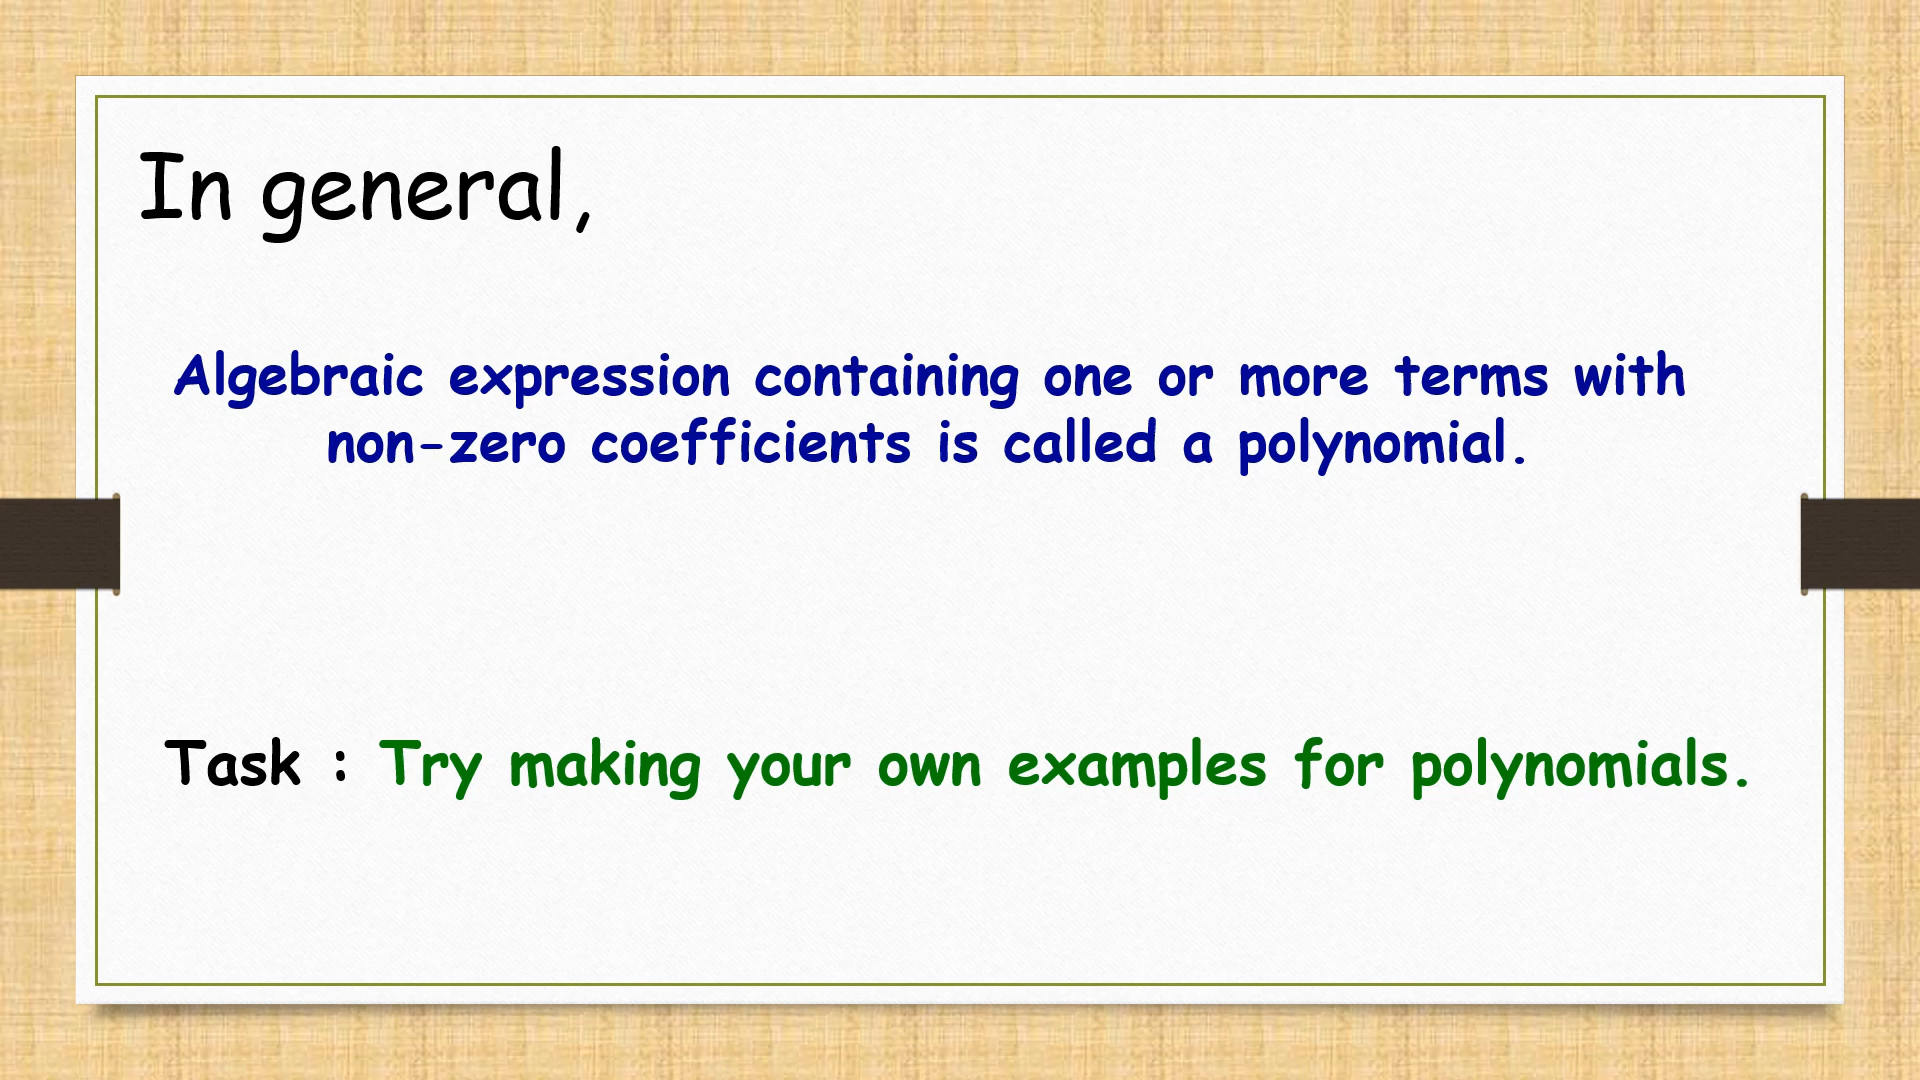 In general,
Algebraic expression containing one or more terms with
non-zero coefficients is called a polynomial.
Task : Try making your own examples for polynomials.